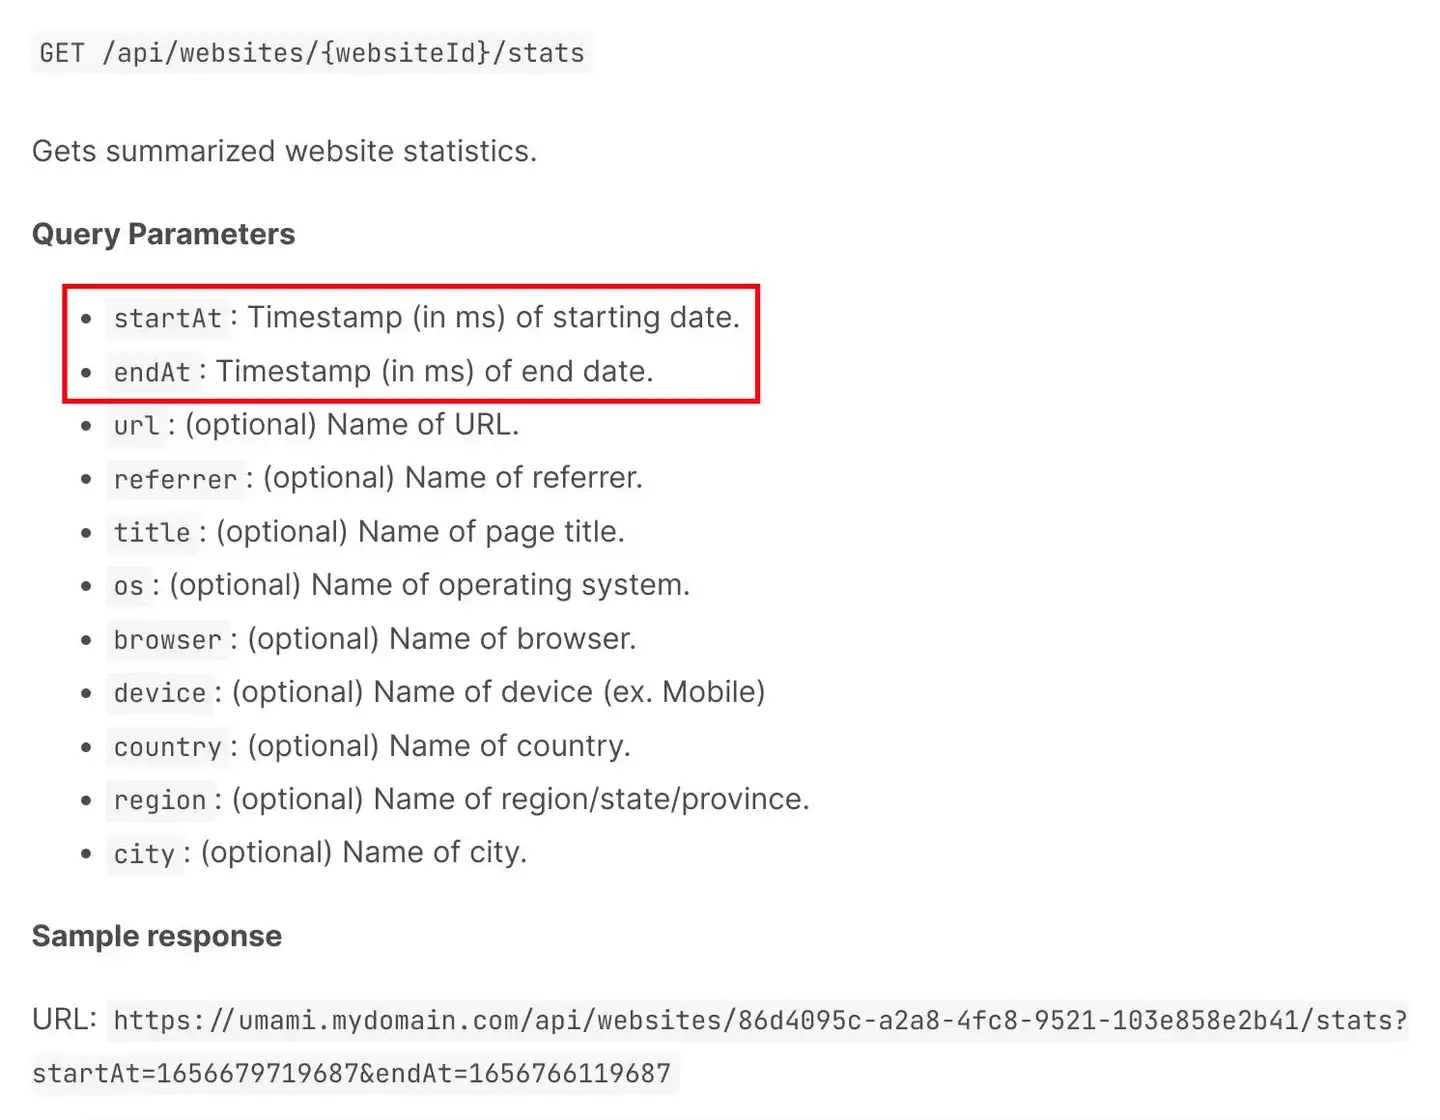 GET /api/websites/{websiteId}/stats
Gets summarized website statistics.
Query Parameters
• startAt: Timestamp (in ms) of starting date.
• endAt: Timestamp (in ms) of end date.
• url: (optional) Name of URL.
• referrer: (optional) Name of referrer.
• title: (optional) Name of page title.
• os: (optional) Name of operating system.
• browser: (optional) Name of browser.
• device: (optional) Name of device (ex. Mobile)
• country: (optional) Name of country.
• region: (optional) Name of region/state/province.
• city: (optional) Name of city.
Sample response
URL: https://umami.mydomain.com/api/websites/86d4095c-a2a8-4fc8-9521-103e858e2b41/stats?
startAt=1656679719687&endAt=1656766119687